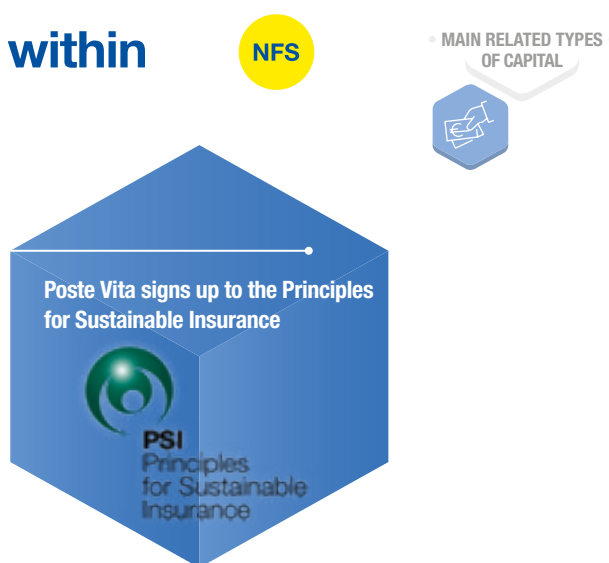 within
NFS
MAIN RELATED TYPES
OF CAPITAL
€
Poste Vita signs up to the Principles
for Sustainable Insurance
PSI
Principles
for Sustainable
Insurance